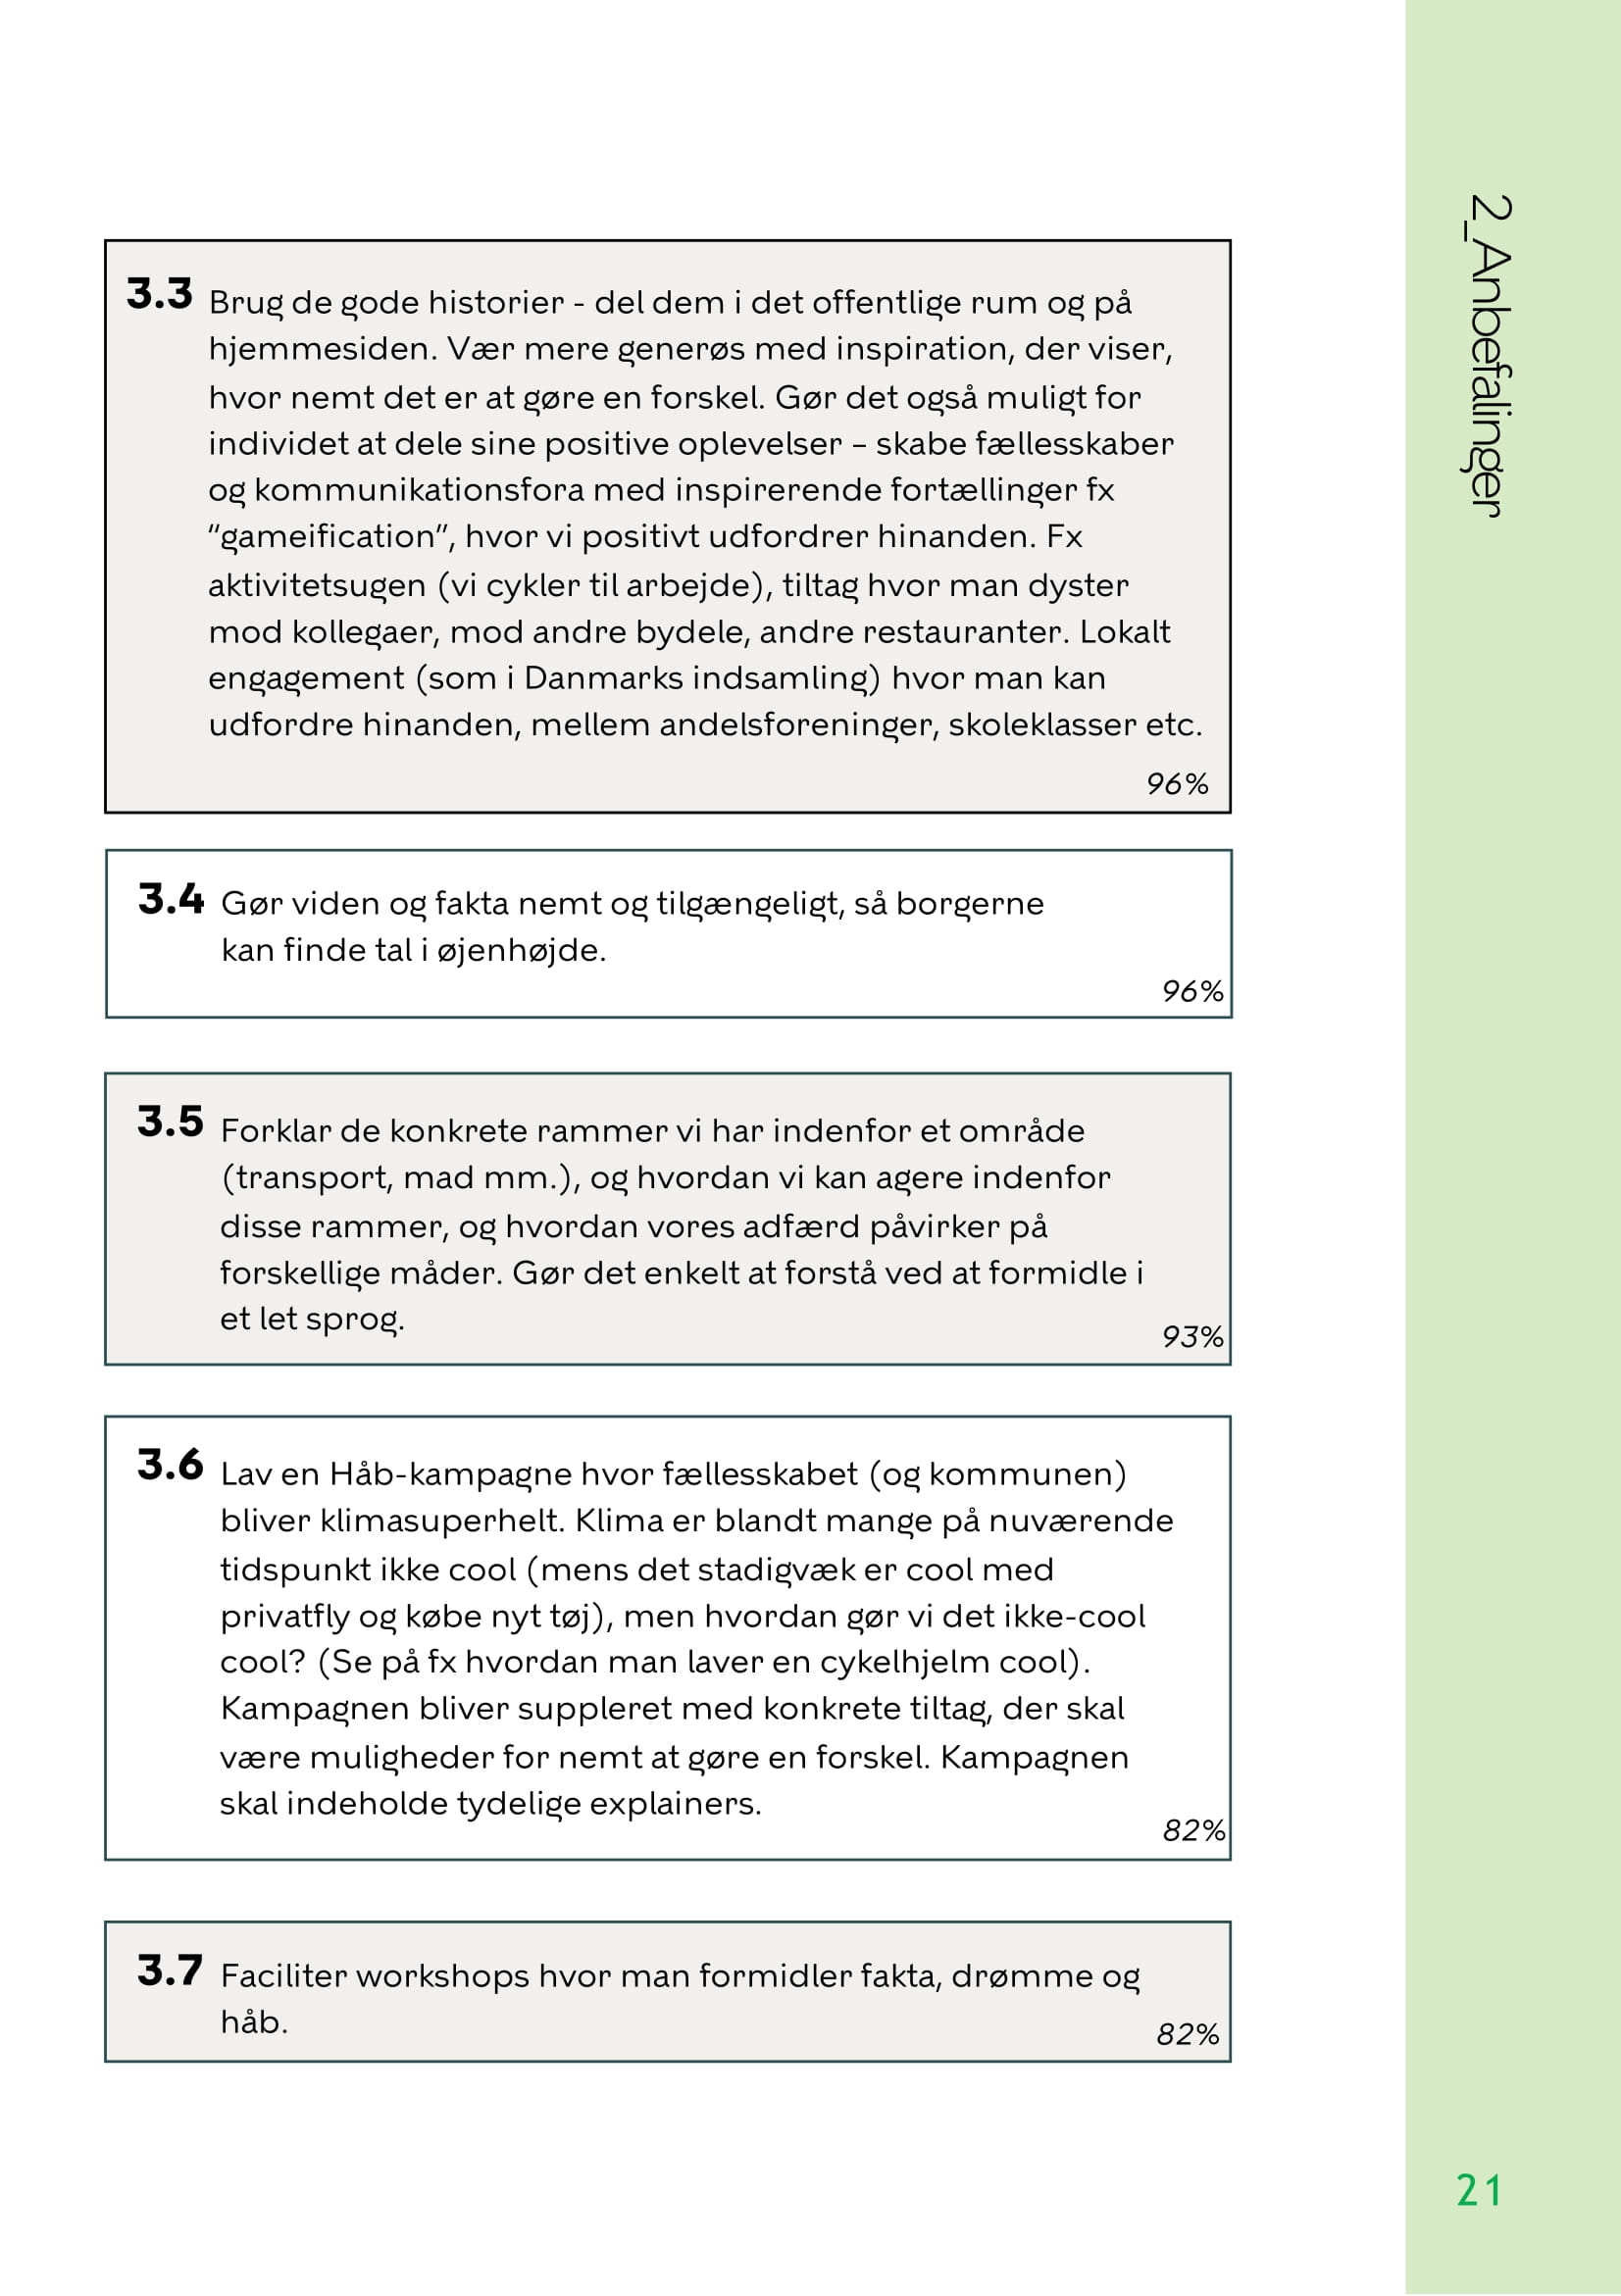 2_Anbefalinger
3.3 Brug de gode historier - del dem i det offentlige rum og på
hjemmesiden. Vær mere generøs med inspiration, der viser,
hvor nemt det er at gøre en forskel. Gør det også muligt for
individet at dele sine positive oplevelser – skabe fællesskaber
og kommunikationsfora med inspirerende fortællinger fx
“gameification”, hvor vi positivt udfordrer hinanden. Fx
aktivitetsugen (vi cykler til arbejde), tiltag hvor man dyster
mod kollegaer, mod andre bydele, andre restauranter. Lokalt
engagement (som i Danmarks indsamling) hvor man kan
udfordre hinanden, mellem andelsforeninger, skoleklasser etc.
96%
3.4 Gør viden og fakta nemt og tilgængeligt, så borgerne
kan finde tal i øjenhøjde.
96%
3.5 Forklar de konkrete rammer vi har indenfor et område
(transport, mad mm.), og hvordan vi kan agere indenfor
disse rammer, og hvordan vores adfærd påvirker på
forskellige måder. Gør det enkelt at forstå ved at formidle i
et let sprog.
93%
3.6 Lav en Håb-kampagne hvor fællesskabet (og kommunen)
bliver klimasuperhelt. Klima er blandt mange på nuværende
tidspunkt ikke cool (mens det stadigvæk er cool med
privatfly og købe nyt tøj), men hvordan gør vi det ikke-cool
cool? (Se på fx hvordan man laver en cykelhjelm cool).
Kampagnen bliver suppleret med konkrete tiltag, der skal
være muligheder for nemt at gøre en forskel. Kampagnen
skal indeholde tydelige explainers.
82%
3.7 Faciliter workshops hvor man formidler fakta, drømme og
håb.
82%
21